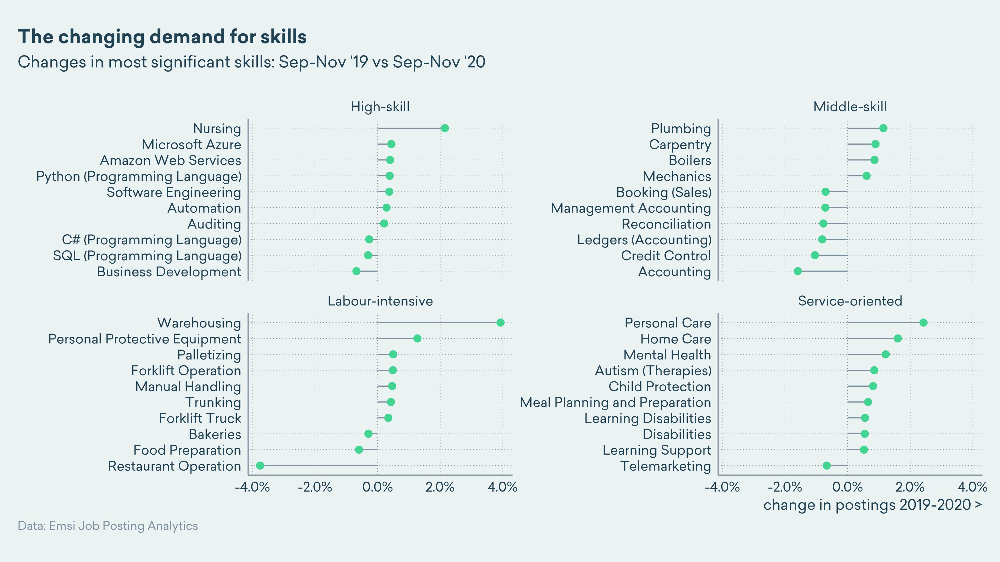 The changing demand for skills
Changes in most significant skills: Sep-Nov '19 vs Sep-Nov '20
High-skill
Nursing
Microsoft Azure
Amazon Web Services
Python (Programming Language)
Software Engineering
Automation
Auditing
C# (Programming Language)
SQL (Programming Language)
Business Development
Middle-skill
Plumbing
Carpentry
Boilers
Mechanics
Booking (Sales)
Management Accounting
Reconciliation
Ledgers (Accounting)
Credit Control
Accounting
Labour-intensive
Warehousing
Personal Protective Equipment
Palletizing
Forklift Operation
Manual Handling
Trunking
Forklift Truck
Bakeries
Food Preparation
Restaurant Operation
-4.0% -2.0% 0.0% 2.0% 4.0%
Service-oriented
Personal Care
Home Care
Mental Health
Autism (Therapies)
Child Protection
Meal Planning and Preparation
Learning Disabilities
Disabilities
Learning Support
Telemarketing
-4.0% -2.0% 0.0% 2.0% 4.0%
change in postings 2019-2020 >
Data: Emsi Job Posting Analytics